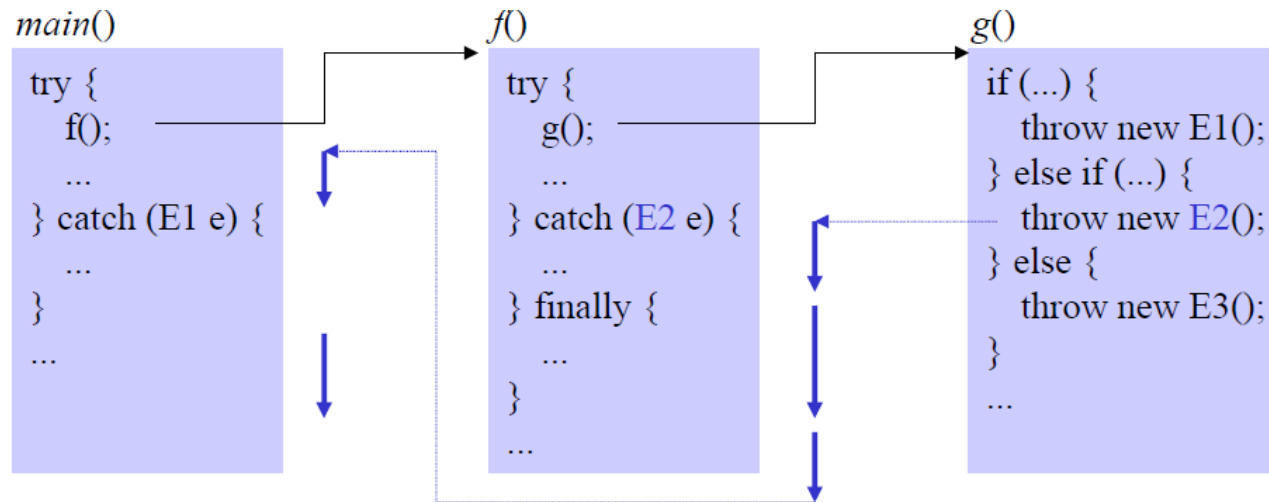 main()
try {
f();
...
} catch (E1 e) {
...
}
...
f()
try {
g();
...
} catch (E2 e) {
...
} finally {
...
}
...
g()
if (...) {
throw new E1();
} else if (...) {
throw new E2();
} else {
throw new E3();
}
...